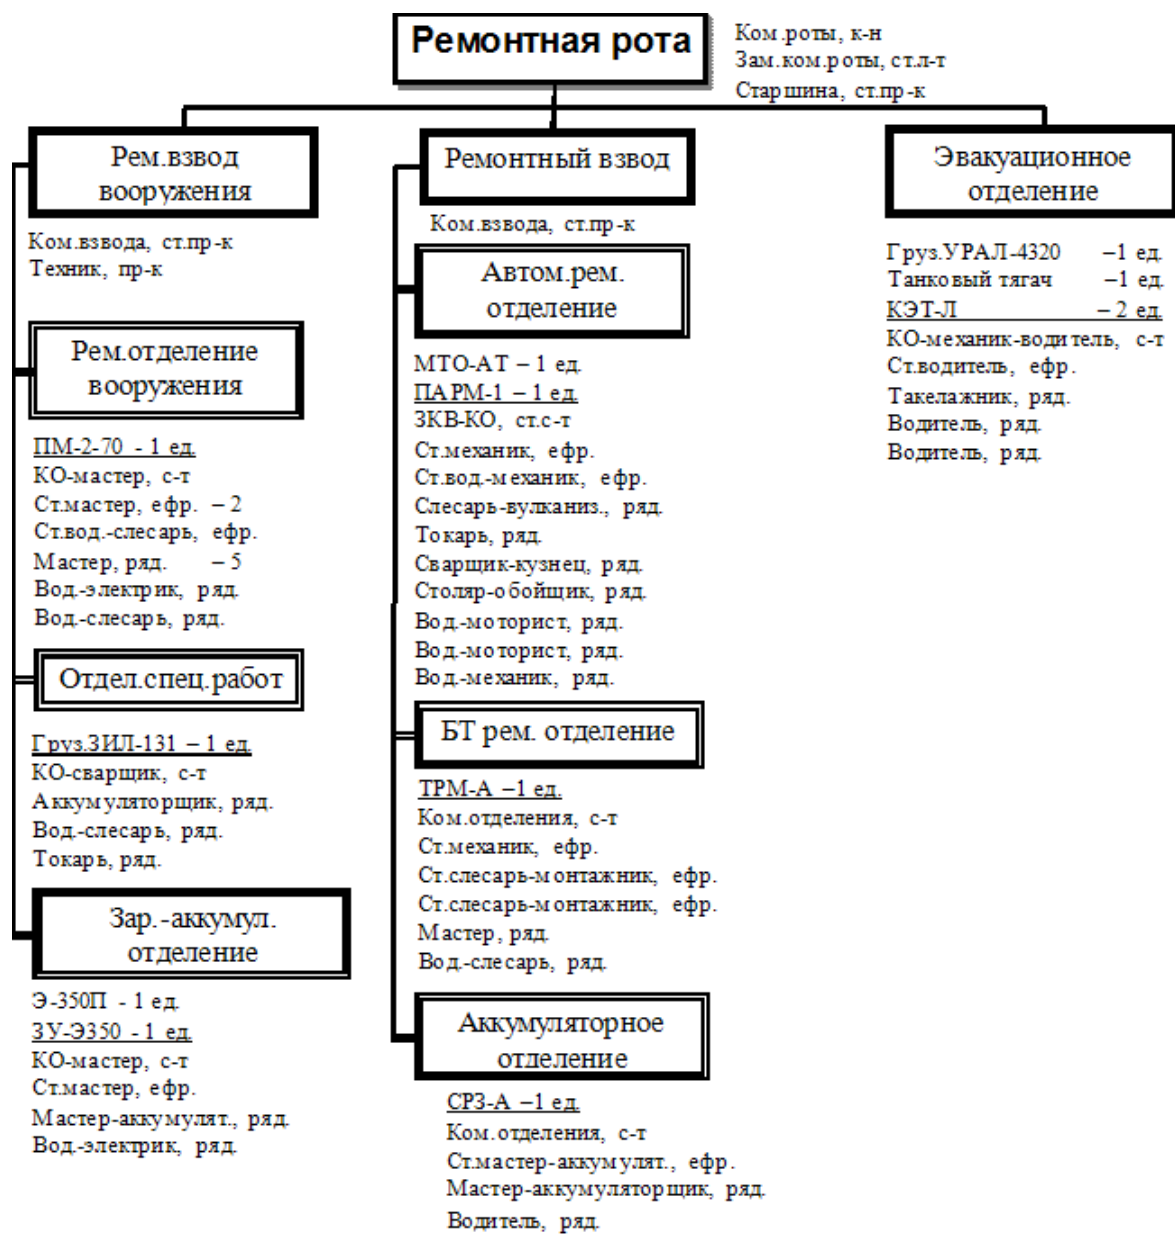 Ремонтная рота
Ком.роты, к-н
Зам.ком.роты, ст.л-т
Старшина, ст.пр-к
Рем.взвод
вооружения
Ком.взвода, ст.пр-к
Техник, пр-к
Рем.отделение
вооружения
ПМ-2-70 - 1 ед.
КО-мастер, с-т
Ст.мастер, ефр. – 2
Ст.вод.-слесарь, ефр.
Мастер, ряд. – 5
Вод.-электрик, ряд.
Вод.-слесарь, ряд.
Отдел.спец.работ
Груз.ЗИЛ-131 – 1 ед.
КО-сварщик, с-т
Аккумуляторщик, ряд.
Вод.-слесарь, ряд.
Токарь, ряд.
Зар.-аккумул.
отделение
Э-350П - 1 ед.
ЗУ-Э350 - 1 ед.
КО-мастер, с-т
Ст.мастер, ефр.
Мастер-аккумулят., ряд.
Вод.-электрик, ряд.
Ремонтный взвод
Ком.взвода, ст.пр-к
Автом.рем.
отделение
МТО-АТ – 1 ед.
ПАРМ-1 – 1 ед.
ЗКВ-КО, ст.с-т
Ст.механик, ефр.
Ст.вод.-механик, ефр.
Слесарь-вулканиз., ряд.
Токарь, ряд.
Сварщик-кузнец, ряд.
Столяр-обойщик, ряд.
Вод.-моторист, ряд.
Вод.-моторист, ряд.
Вод.-механик, ряд.
БТ рем. отделение
ТРМ-А –1 ед.
Ком.отделения, с-т
Ст.механик, ефр.
Ст.слесарь-монтажник, ефр.
Ст.слесарь-монтажник, ефр.
Мастер, ряд.
Вод.-слесарь, ряд.
Аккумуляторное
отделение
СРЗ-А –1 ед.
Ком.отделения, с-т
Ст.мастер-аккумулят., ефр.
Мастер-аккумуляторщик, ряд.
Водитель, ряд.
Эвакуационное
отделение
Груз.УРАЛ-4320 –1 ед.
Танковый тягач –1 ед.
КЭТ-Л – 2 ед.
КО-механик-водитель, с-т
Ст.водитель, ефр.
Такелажник, ряд.
Водитель, ряд.
Водитель, ряд.